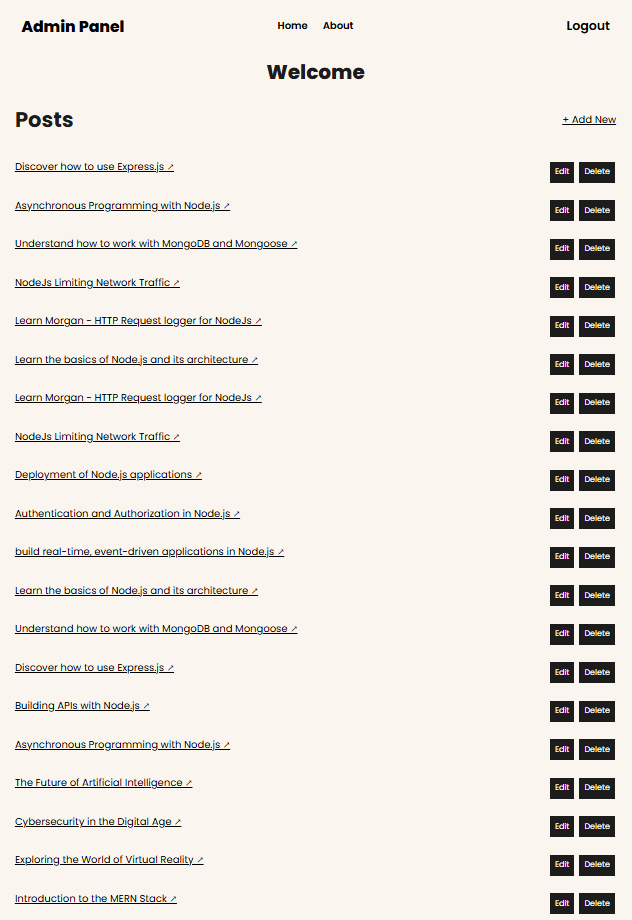 Admin Panel Home About Logout
Welcome
Posts + Add New
Discover how to use Express.js ↗ Edit Delete
Asynchronous Programming with Node.js ↗ Edit Delete
Understand how to work with MongoDB and Mongoose ↗ Edit Delete
NodeJs Limiting Network Traffic ↗ Edit Delete
Learn Morgan - HTTP Request logger for NodeJs ↗ Edit Delete
Learn the basics of Node.js and its architecture ↗ Edit Delete
Learn Morgan - HTTP Request logger for NodeJs ↗ Edit Delete
NodeJs Limiting Network Traffic ↗ Edit Delete
Deployment of Node.js applications ↗ Edit Delete
Authentication and Authorization in Node.js ↗ Edit Delete
build real-time, event-driven applications in Node.js ↗ Edit Delete
Learn the basics of Node.js and its architecture ↗ Edit Delete
Understand how to work with MongoDB and Mongoose ↗ Edit Delete
Discover how to use Express.js ↗ Edit Delete
Building APIs with Node.js ↗ Edit Delete
Asynchronous Programming with Node.js ↗ Edit Delete
The Future of Artificial Intelligence ↗ Edit Delete
Cybersecurity in the Digital Age ↗ Edit Delete
Exploring the World of Virtual Reality ↗ Edit Delete
Introduction to the MERN Stack ↗ Edit Delete